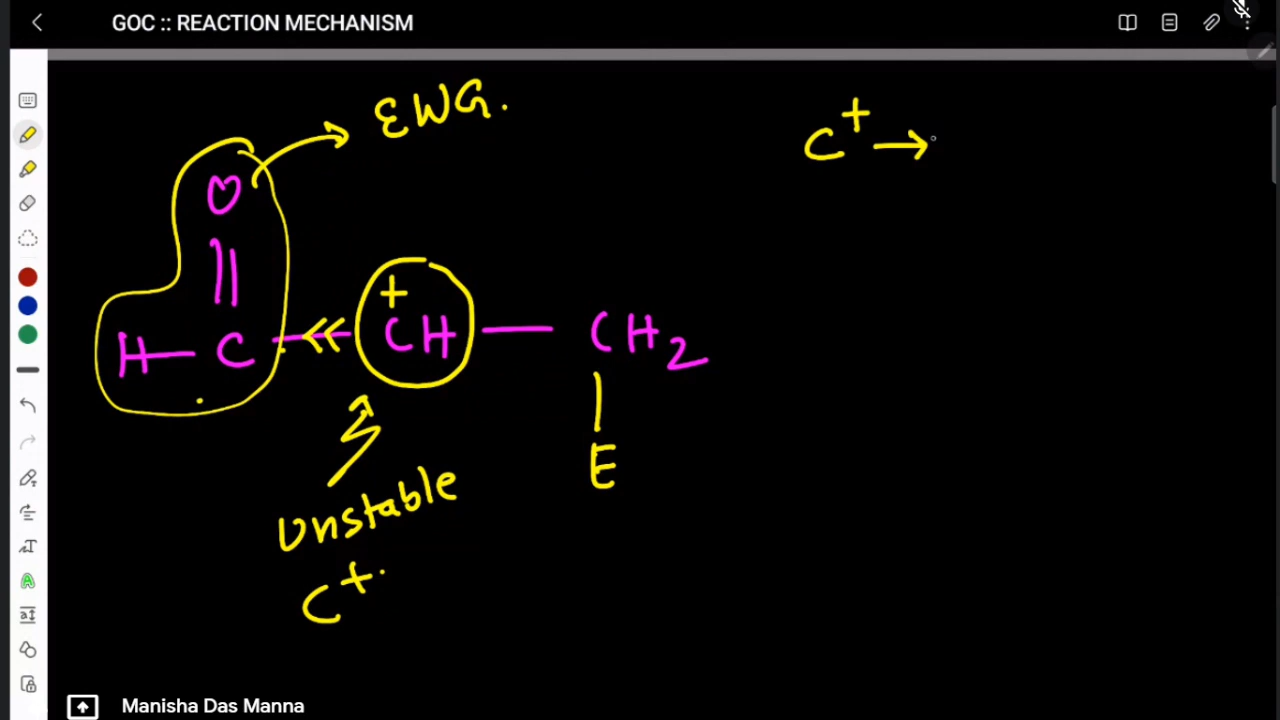 GOC :: REACTION MECHANISM
EWG.
C+ →
O
||
H—C—CH—CH2
+
|
E
Unstable
C+.
Manisha Das Manna